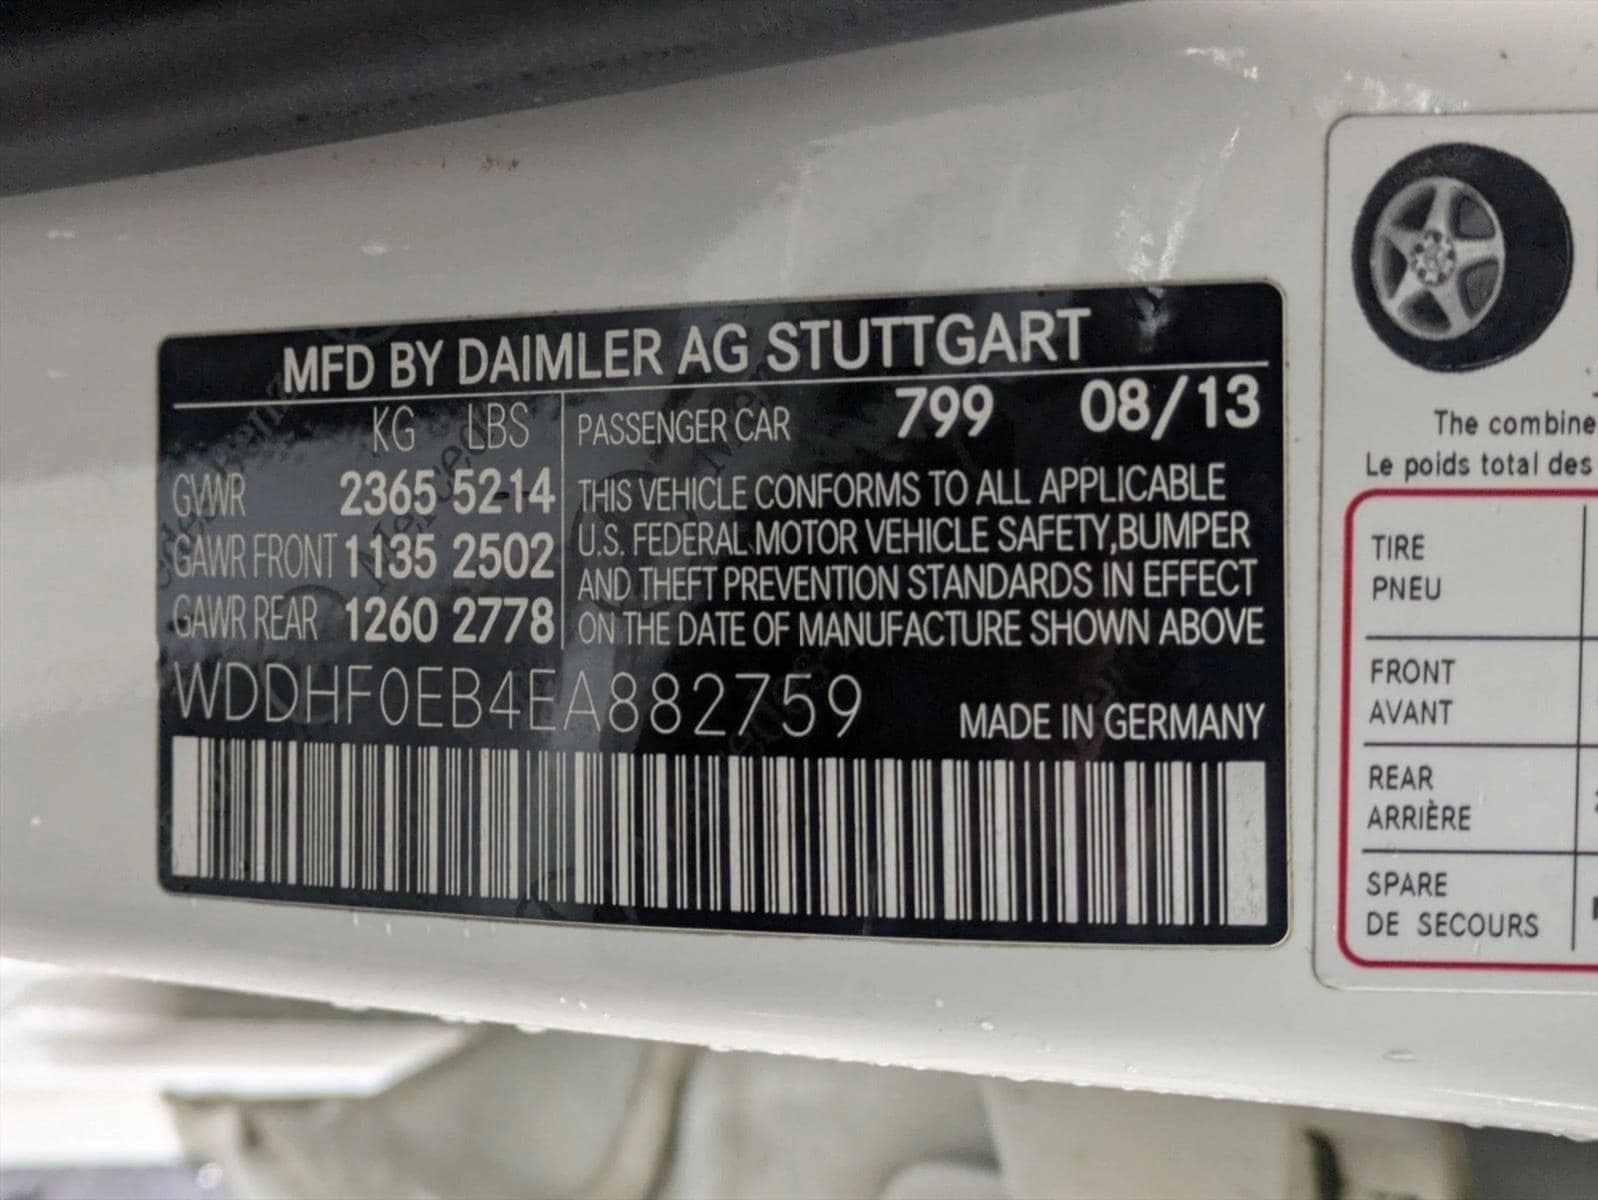 MFD BY DAIMLER AG STUTTGART
KG LBS
PASSENGER CAR 799 08/13
GVWR 2365 5214
GAWR FRONT 1135 2502
GAWR REAR 1260 2778
THIS VEHICLE CONFORMS TO ALL APPLICABLE
U.S. FEDERAL MOTOR VEHICLE SAFETY,BUMPER
AND THEFT PREVENTION STANDARDS IN EFFECT
ON THE DATE OF MANUFACTURE SHOWN ABOVE
WDDHF0EB4EA882759
MADE IN GERMANY
The combine
Le poids total des
TIRE
PNEU
FRONT
AVANT
REAR
ARRIÈRE
SPARE
DE SECOURS